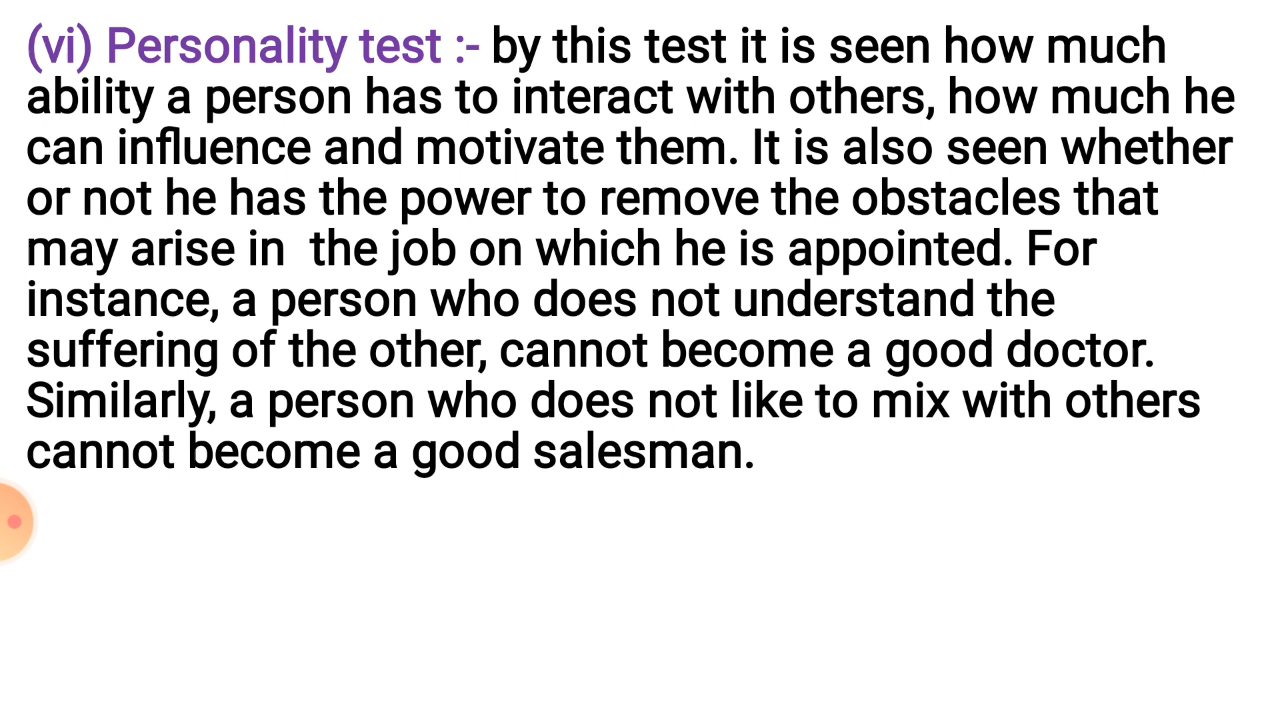 (vi) Personality test :- by this test it is seen how much
ability a person has to interact with others, how much he
can influence and motivate them. It is also seen whether
or not he has the power to remove the obstacles that
may arise in  the job on which he is appointed. For
instance, a person who does not understand the
suffering of the other, cannot become a good doctor.
Similarly, a person who does not like to mix with others
cannot become a good salesman.